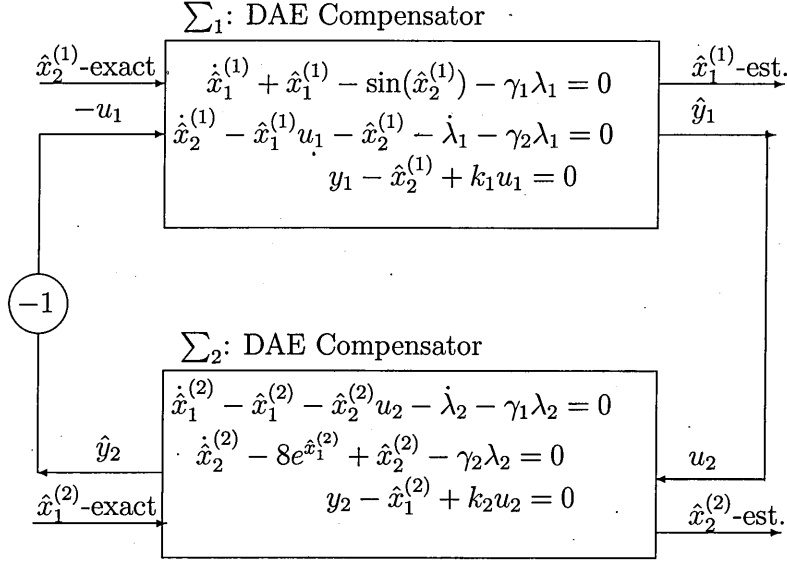 ∑₁: DAE Compensator
x̂₂⁽¹⁾-exact
x̂₁⁽¹⁾-est.
ẋ̂₁⁽¹⁾ + x̂₁⁽¹⁾ − sin(x̂₂⁽¹⁾) − γ₁λ₁ = 0
−u₁
ŷ₁
ẋ̂₂⁽¹⁾ − x̂₁⁽¹⁾u₁ − x̂₂⁽¹⁾ − λ̇₁ − γ₂λ₁ = 0
y₁ − x̂₂⁽¹⁾ + k₁u₁ = 0
−1
∑₂: DAE Compensator
ẋ̂₁⁽²⁾ − x̂₁⁽²⁾ − x̂₂⁽²⁾u₂ − λ̇₂ − γ₁λ₂ = 0
ŷ₂
ẋ̂₂⁽²⁾ − 8e^{x̂₁⁽²⁾} + x̂₂⁽²⁾ − γ₂λ₂ = 0
u₂
x̂₁⁽²⁾-exact
y₂ − x̂₁⁽²⁾ + k₂u₂ = 0
x̂₂⁽²⁾-est.